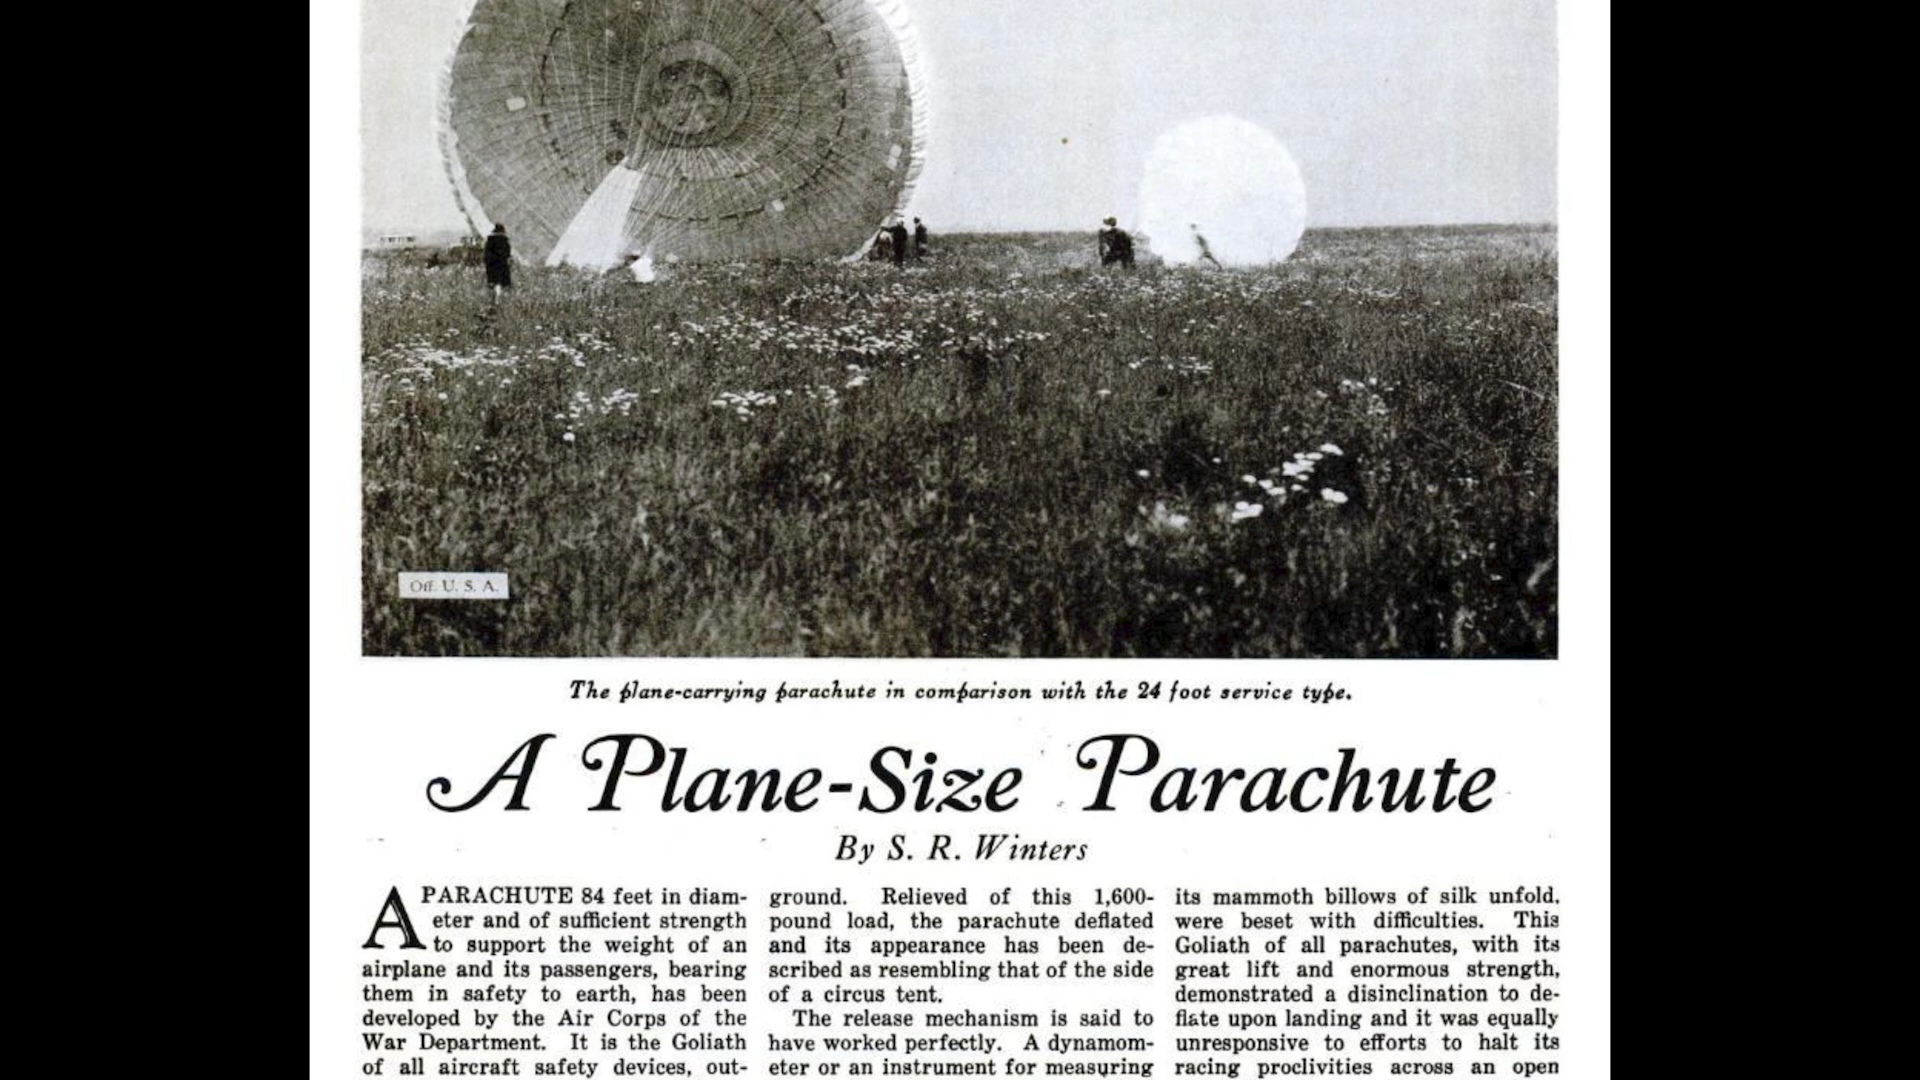 Off. U. S. A.
The plane-carrying parachute in comparison with the 24 foot service type.
A Plane-Size Parachute
By S. R. Winters
A PARACHUTE 84 feet in diam-
eter and of sufficient strength
to support the weight of an
airplane and its passengers, bearing
them in safety to earth, has been
developed by the Air Corps of the
War Department. It is the Goliath
of all aircraft safety devices, out-
ground. Relieved of this 1,600-
pound load, the parachute deflated
and its appearance has been de-
scribed as resembling that of the side
of a circus tent.
The release mechanism is said to
have worked perfectly. A dynamom-
eter or an instrument for measuring
its mammoth billows of silk unfold,
were beset with difficulties. This
Goliath of all parachutes, with its
great lift and enormous strength,
demonstrated a disinclination to de-
flate upon landing and it was equally
unresponsive to efforts to halt its
racing proclivities across an open